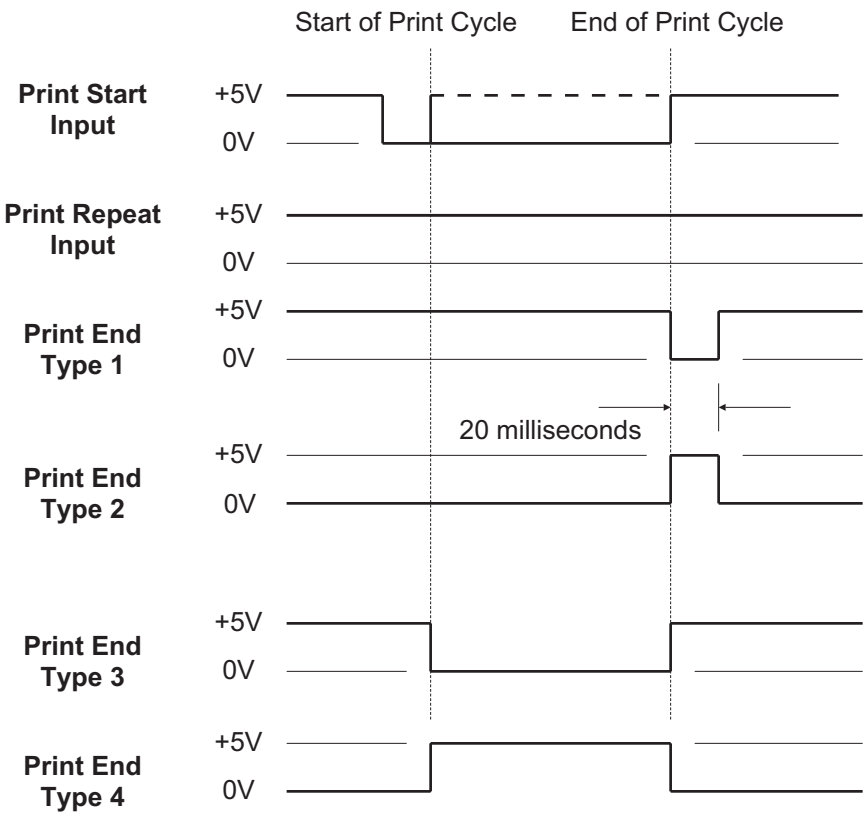 Start of Print Cycle End of Print Cycle
Print Start
Input
+5V
0V
Print Repeat
Input
+5V
0V
Print End
Type 1
+5V
0V
20 milliseconds
Print End
Type 2
+5V
0V
Print End
Type 3
+5V
0V
Print End
Type 4
+5V
0V